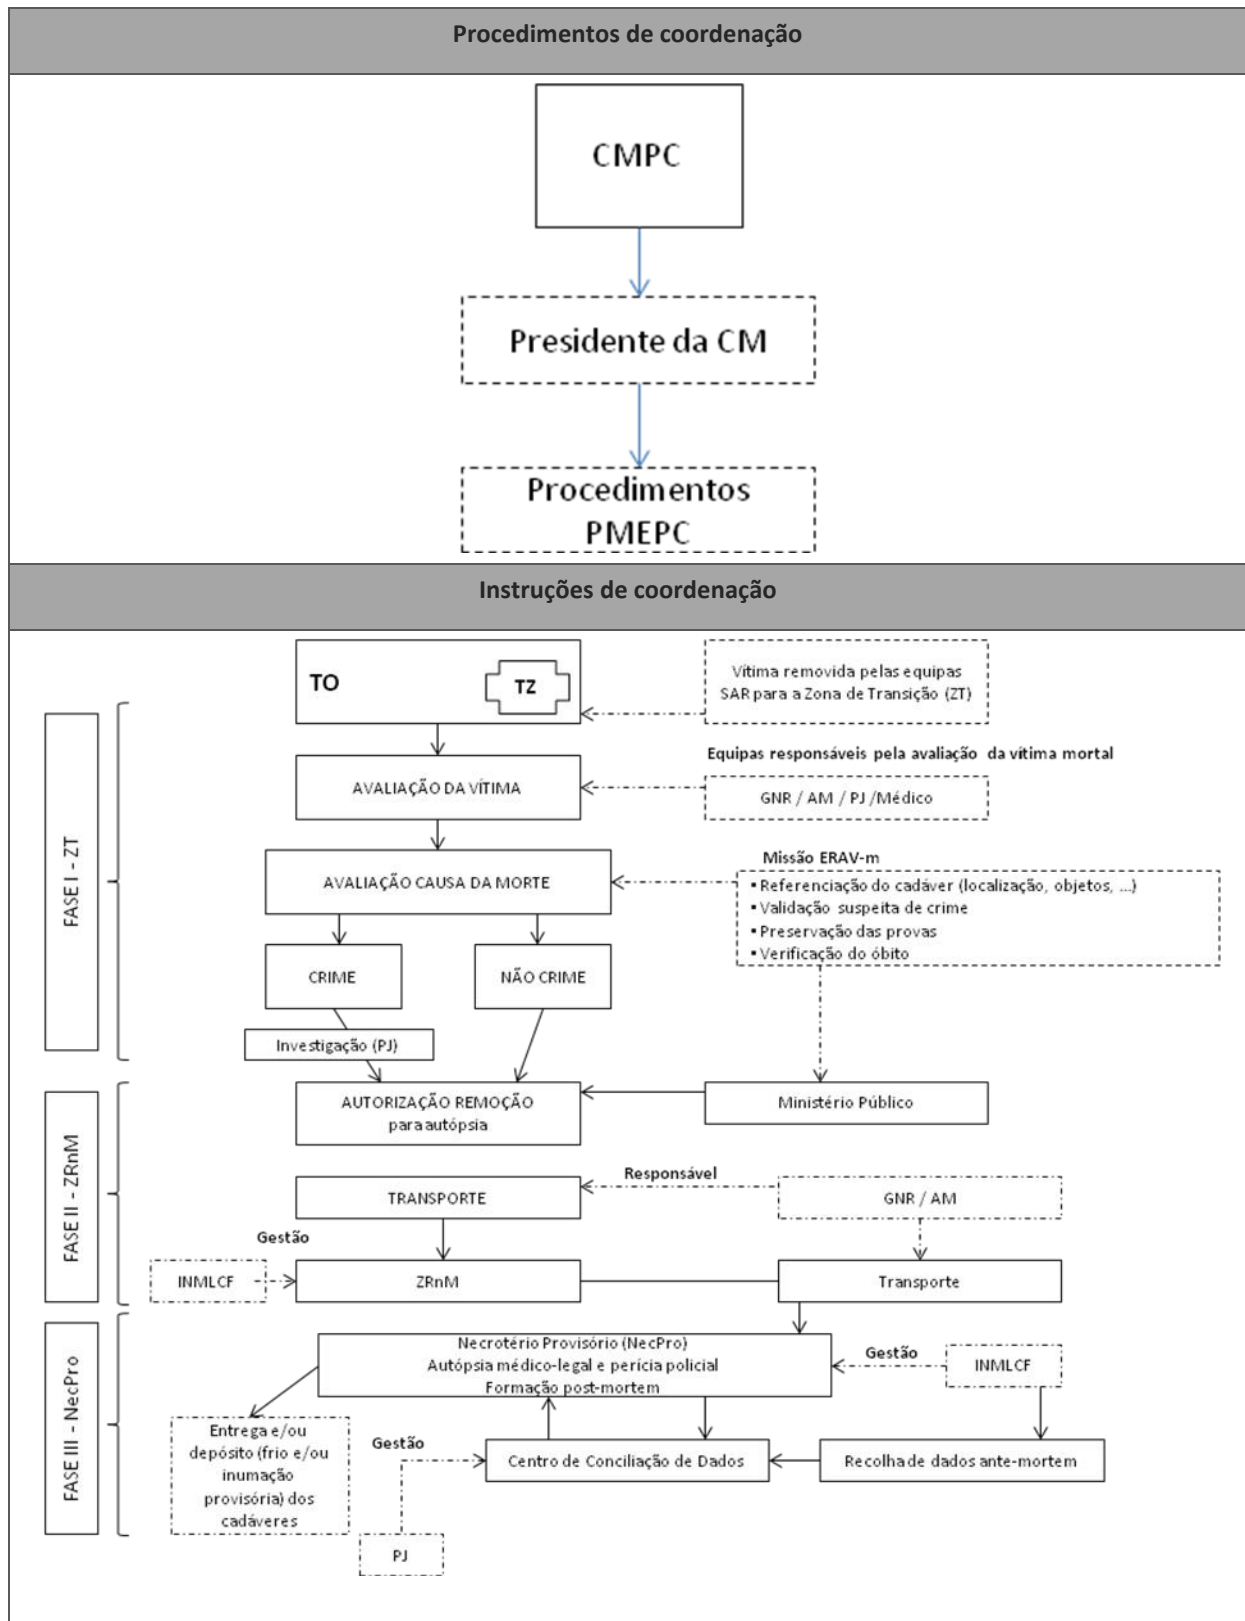 Procedimentos de coordenação
CMPC
Presidente da CM
Procedimentos
PMEPC
Instruções de coordenação
TO
TZ
Vítima removida pelas equipas
SAR para a Zona de Transição (ZT)
FASE I - ZT
AVALIAÇÃO DA VÍTIMA
Equipas responsáveis pela avaliação da vítima mortal
GNR / AM / PJ /Médico
AVALIAÇÃO CAUSA DA MORTE
Missão ERAV-m
▪ Referenciação do cadáver (localização, objetos, ...)
▪ Validação suspeita de crime
▪ Preservação das provas
▪ Verificação do óbito
CRIME
NÃO CRIME
Investigação (PJ)
FASE II - ZRnM
AUTORIZAÇÃO REMOÇÃO
para autópsia
Ministério Público
TRANSPORTE
Responsável
GNR / AM
Gestão
INMLCF
ZRnM
Transporte
FASE III - NecPro
Necrotério Provisório (NecPro)
Autópsia médico-legal e perícia policial
Formação post-mortem
Gestão
INMLCF
Entrega e/ou
depósito (frio e/ou
inumação
provisória) dos
cadáveres
Gestão
Centro de Conciliação de Dados
Recolha de dados ante-mortem
PJ